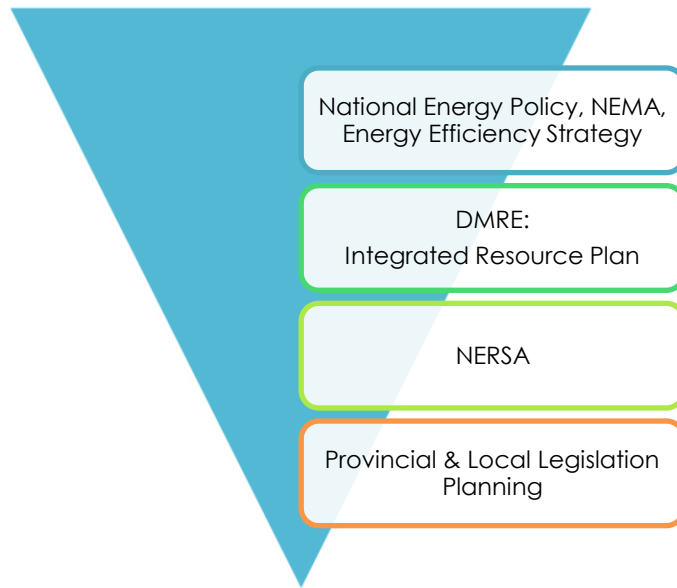 National Energy Policy, NEMA,
Energy Efficiency Strategy
DMRE:
Integrated Resource Plan
NERSA
Provincial & Local Legislation
Planning